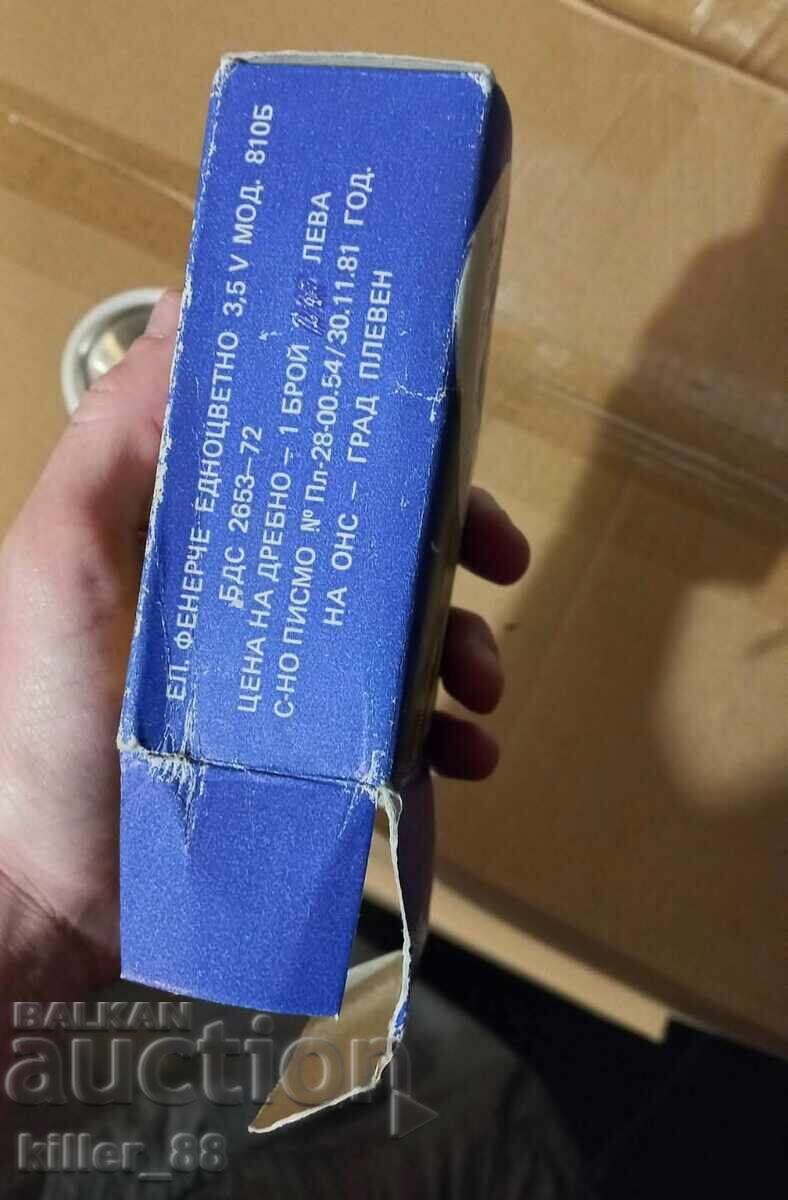 ЕЛ. ФЕНЕРЧЕ ЕДНОЦВЕТНО 3,5 V МОД. 810Б
БДС 2653–72
ЦЕНА НА ДРЕБНО – 1 БРОЙ ЛЕВА
С-НО ПИСМО № Пл-28-00.54/30.11.81 ГОД.
НА ОНС – ГРАД ПЛЕВЕН
BALKAN
auction
killer_88